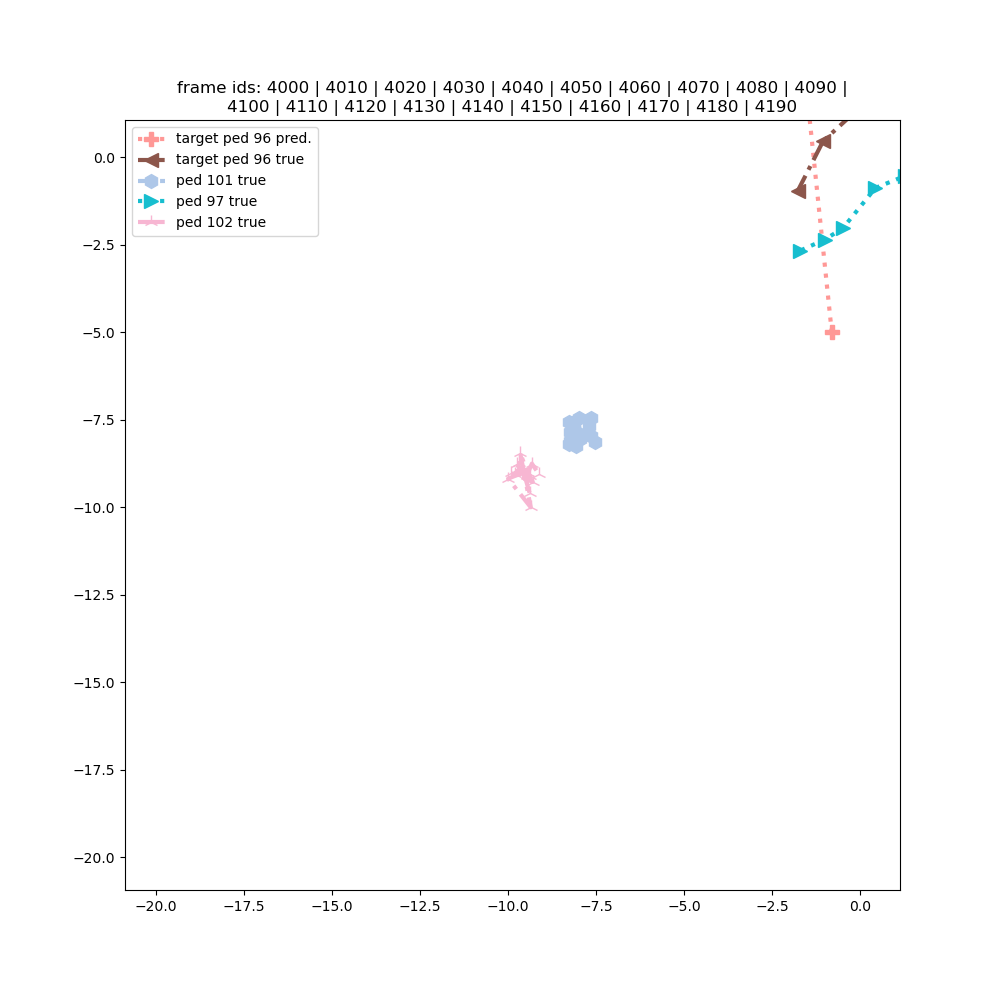 frame ids: 4000 | 4010 | 4020 | 4030 | 4040 | 4050 | 4060 | 4070 | 4080 | 4090 |
4100 | 4110 | 4120 | 4130 | 4140 | 4150 | 4160 | 4170 | 4180 | 4190
target ped 96 pred.
target ped 96 true
ped 101 true
ped 97 true
ped 102 true
0.0
−2.5
−5.0
−7.5
−10.0
−12.5
−15.0
−17.5
−20.0
−20.0 −17.5 −15.0 −12.5 −10.0 −7.5 −5.0 −2.5 0.0